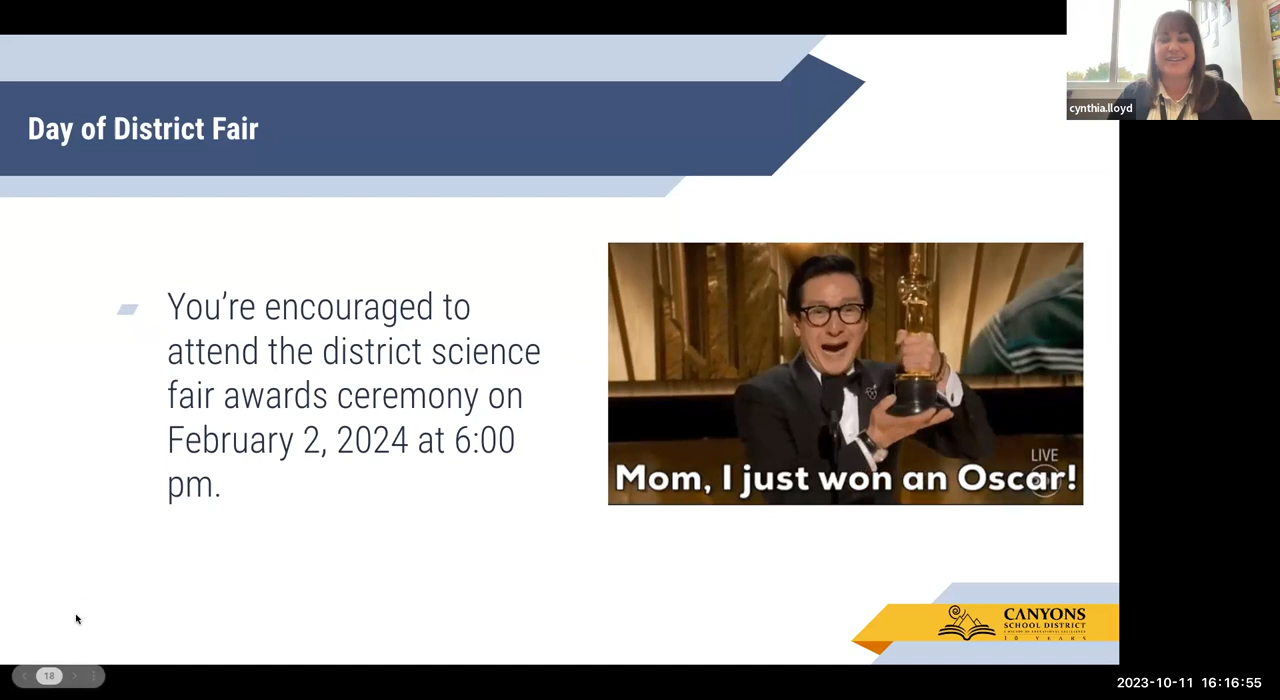 cynthia.lloyd
Day of District Fair
You’re encouraged to
attend the district science
fair awards ceremony on
February 2, 2024 at 6:00
pm.
LIVE
Mom, I just won an Oscar!
CANYONS
SCHOOL DISTRICT
10 YEARS
18
2023-10-11 16:16:55